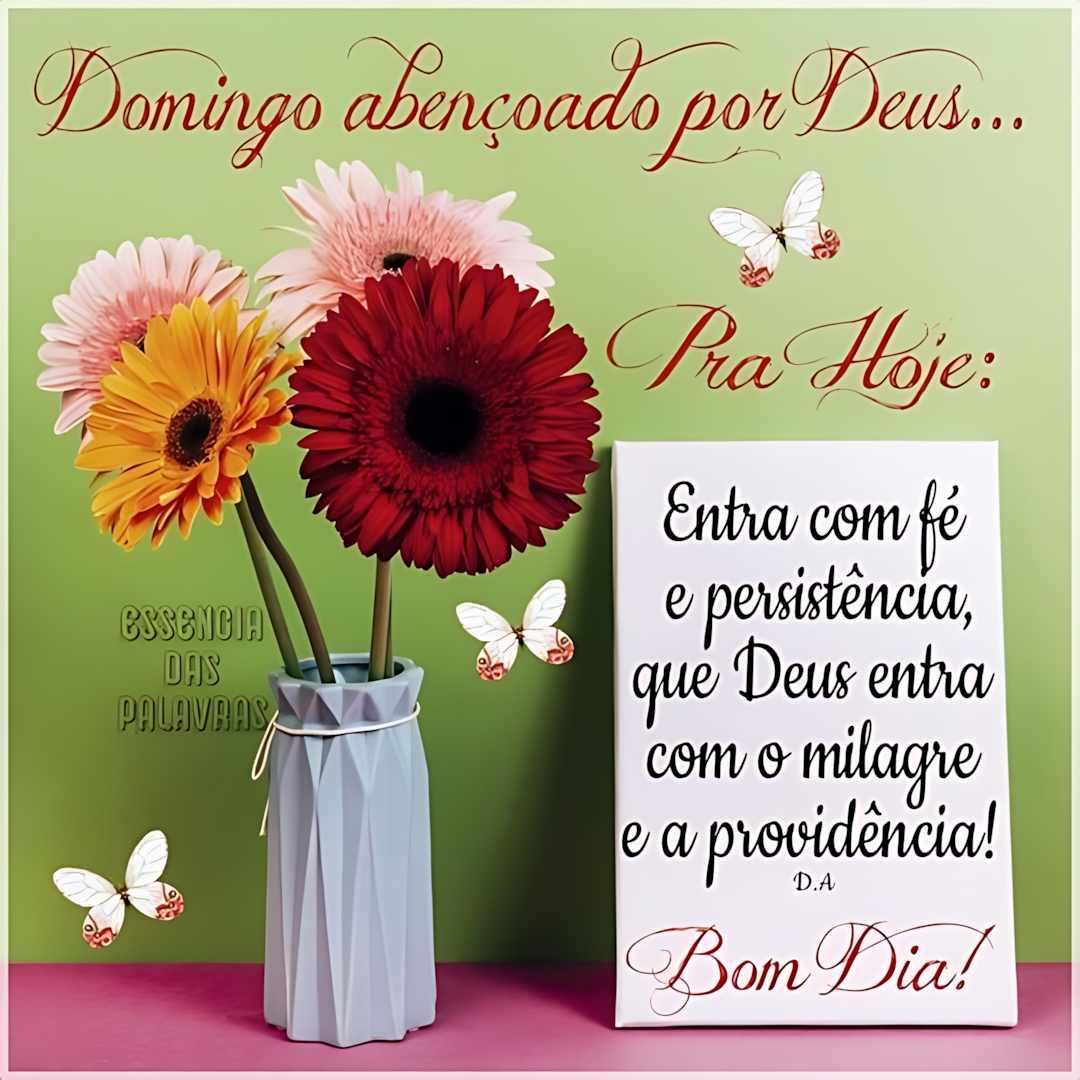 Domingo abençoado por Deus...
Pra Hoje:
Entra com fé
e persistência,
que Deus entra
com o milagre
e a providência!
D.A
Bom Dia!
ESSENCIA
DAS
PALAVRAS